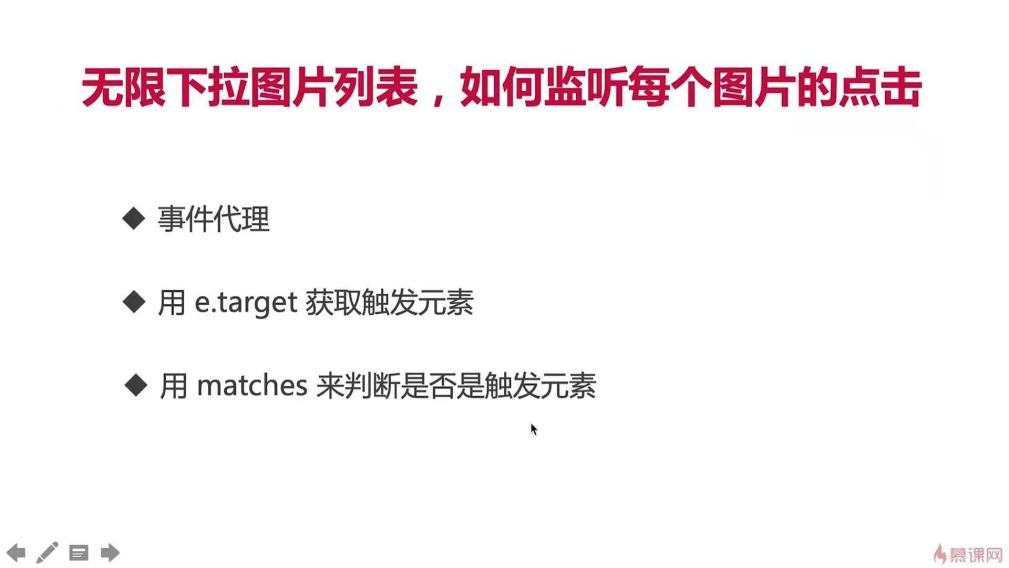 无限下拉图片列表，如何监听每个图片的点击
事件代理
用 e.target 获取触发元素
用 matches 来判断是否是触发元素
慕课网